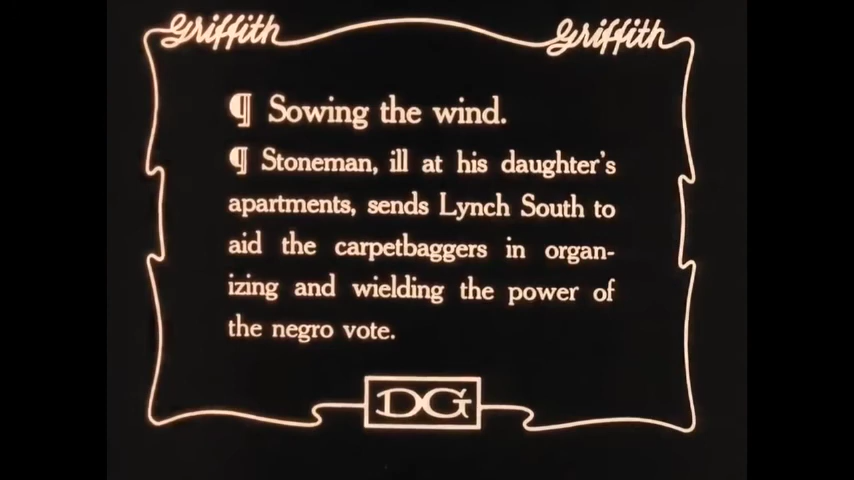 Griffith Griffith
¶ Sowing the wind.
¶ Stoneman, ill at his daughter's
apartments, sends Lynch South to
aid the carpetbaggers in organ-
izing and wielding the power of
the negro vote.
DG